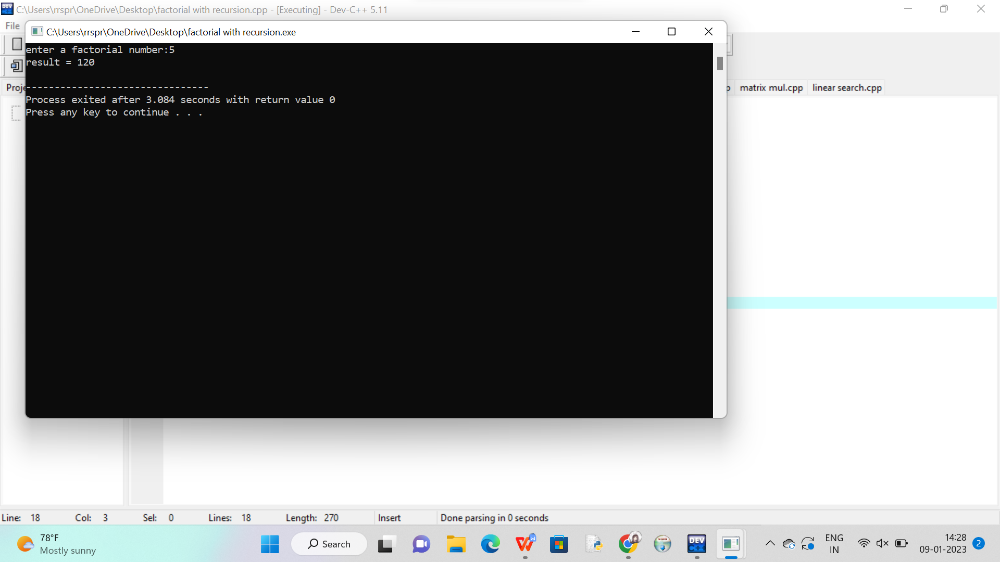 C:\Users\rrspr\OneDrive\Desktop\factorial with recursion.cpp - [Executing] - Dev-C++ 5.11
File
C:\Users\rrspr\OneDrive\Desktop\factorial with recursion.exe
enter a factorial number:5
result = 120
--------------------------------
Process exited after 3.084 seconds with return value 0
Press any key to continue . . .
Proje
matrix mul.cpp
linear search.cpp
Line: 18 Col: 3 Sel: 0 Lines: 18 Length: 270 Insert Done parsing in 0 seconds
78°F
Mostly sunny
Search
DEV
C++
ENG
IN
14:28
09-01-2023
2